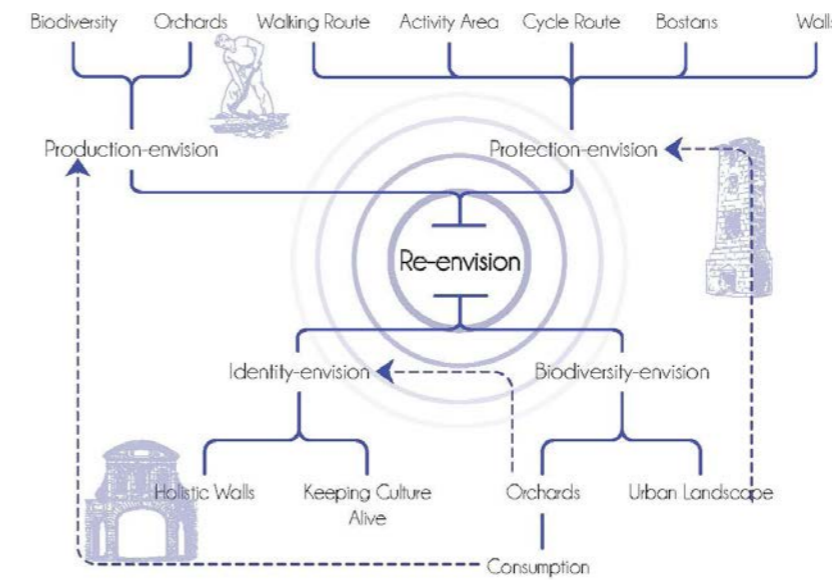 Biodiversity
Orchards
Walking Route
Activity Area
Cycle Route
Bostans
Walls
Production-envision
Protection-envision
Re-envision
Identity-envision
Biodiversity-envision
Holistic Walls
Keeping Culture
Alive
Orchards
Urban Landscape
Consumption